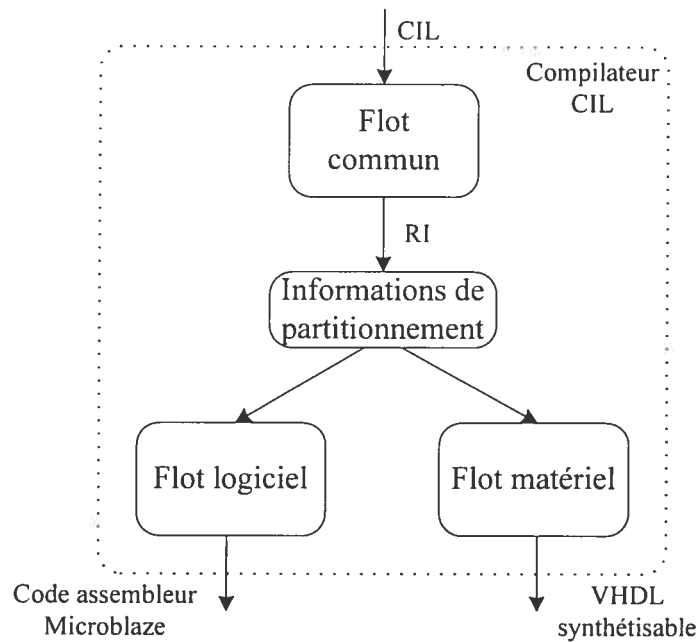 CIL
Compilateur
CIL
Flot
commun
RI
Informations de
partitionnement
Flot logiciel
Flot matériel
Code assembleur
Microblaze
VHDL
synthétisable